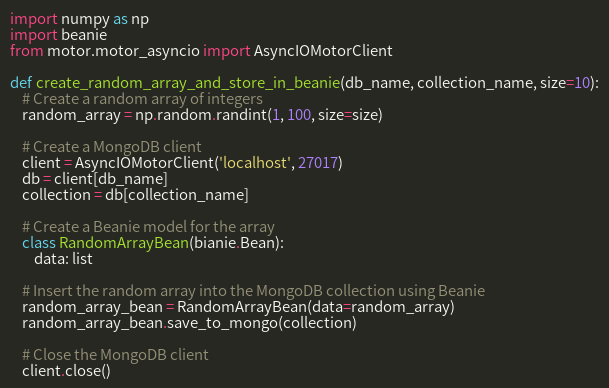 import numpy as np
import beanie
from motor.motor_asyncio import AsyncIOMotorClient

def create_random_array_and_store_in_beanie(db_name, collection_name, size=10):
    # Create a random array of integers
    random_array = np.random.randint(1, 100, size=size)

    # Create a MongoDB client
    client = AsyncIOMotorClient('localhost', 27017)
    db = client[db_name]
    collection = db[collection_name]

    # Create a Beanie model for the array
    class RandomArrayBean(bianie.Bean):
        data: list

    # Insert the random array into the MongoDB collection using Beanie
    random_array_bean = RandomArrayBean(data=random_array)
    random_array_bean.save_to_mongo(collection)

    # Close the MongoDB client
    client.close()